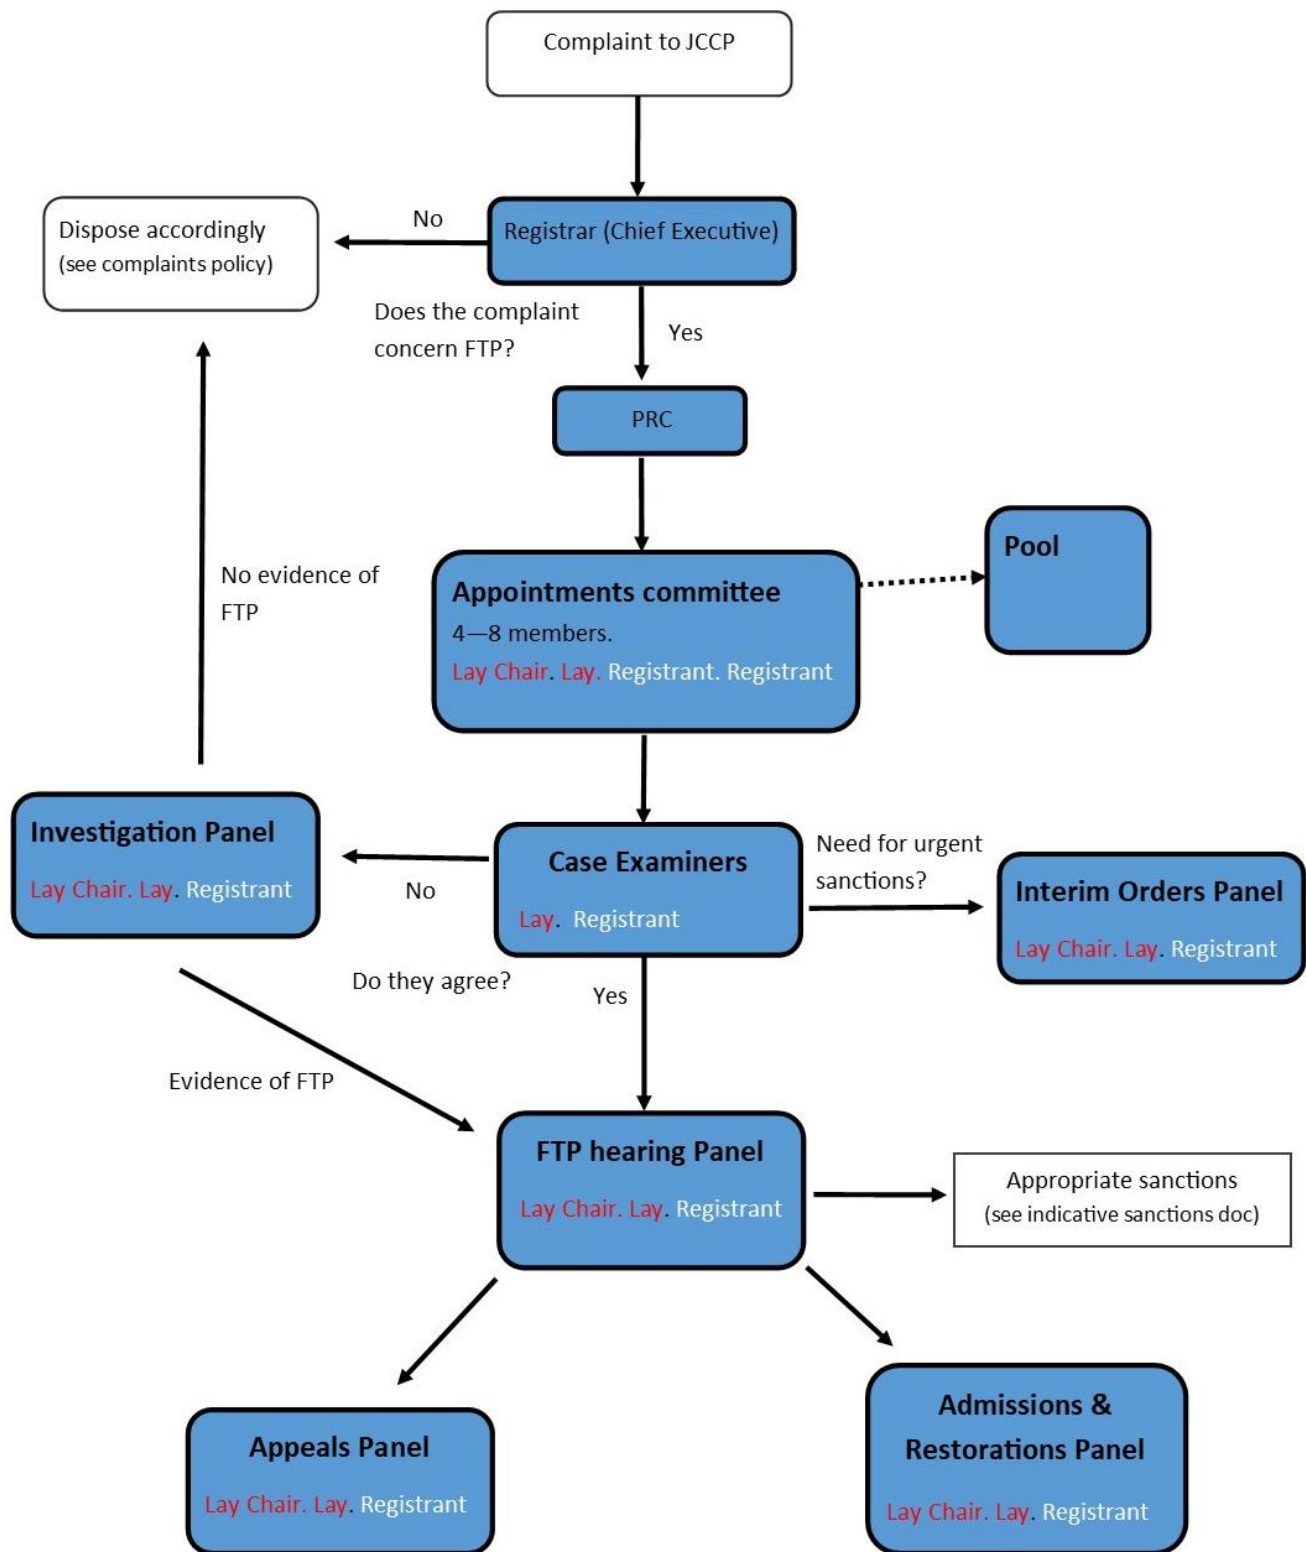 Complaint to JCCP
Registrar (Chief Executive)
No
Dispose accordingly
(see complaints policy)
Does the complaint
concern FTP?
Yes
PRC
Pool
Appointments committee
4—8 members.
Lay Chair. Lay. Registrant. Registrant
No evidence of
FTP
Investigation Panel
Lay Chair. Lay. Registrant
No
Case Examiners
Lay. Registrant
Need for urgent
sanctions?
Interim Orders Panel
Lay Chair. Lay. Registrant
Do they agree?
Yes
Evidence of FTP
FTP hearing Panel
Lay Chair. Lay. Registrant
Appropriate sanctions
(see indicative sanctions doc)
Appeals Panel
Lay Chair. Lay. Registrant
Admissions &
Restorations Panel
Lay Chair. Lay. Registrant